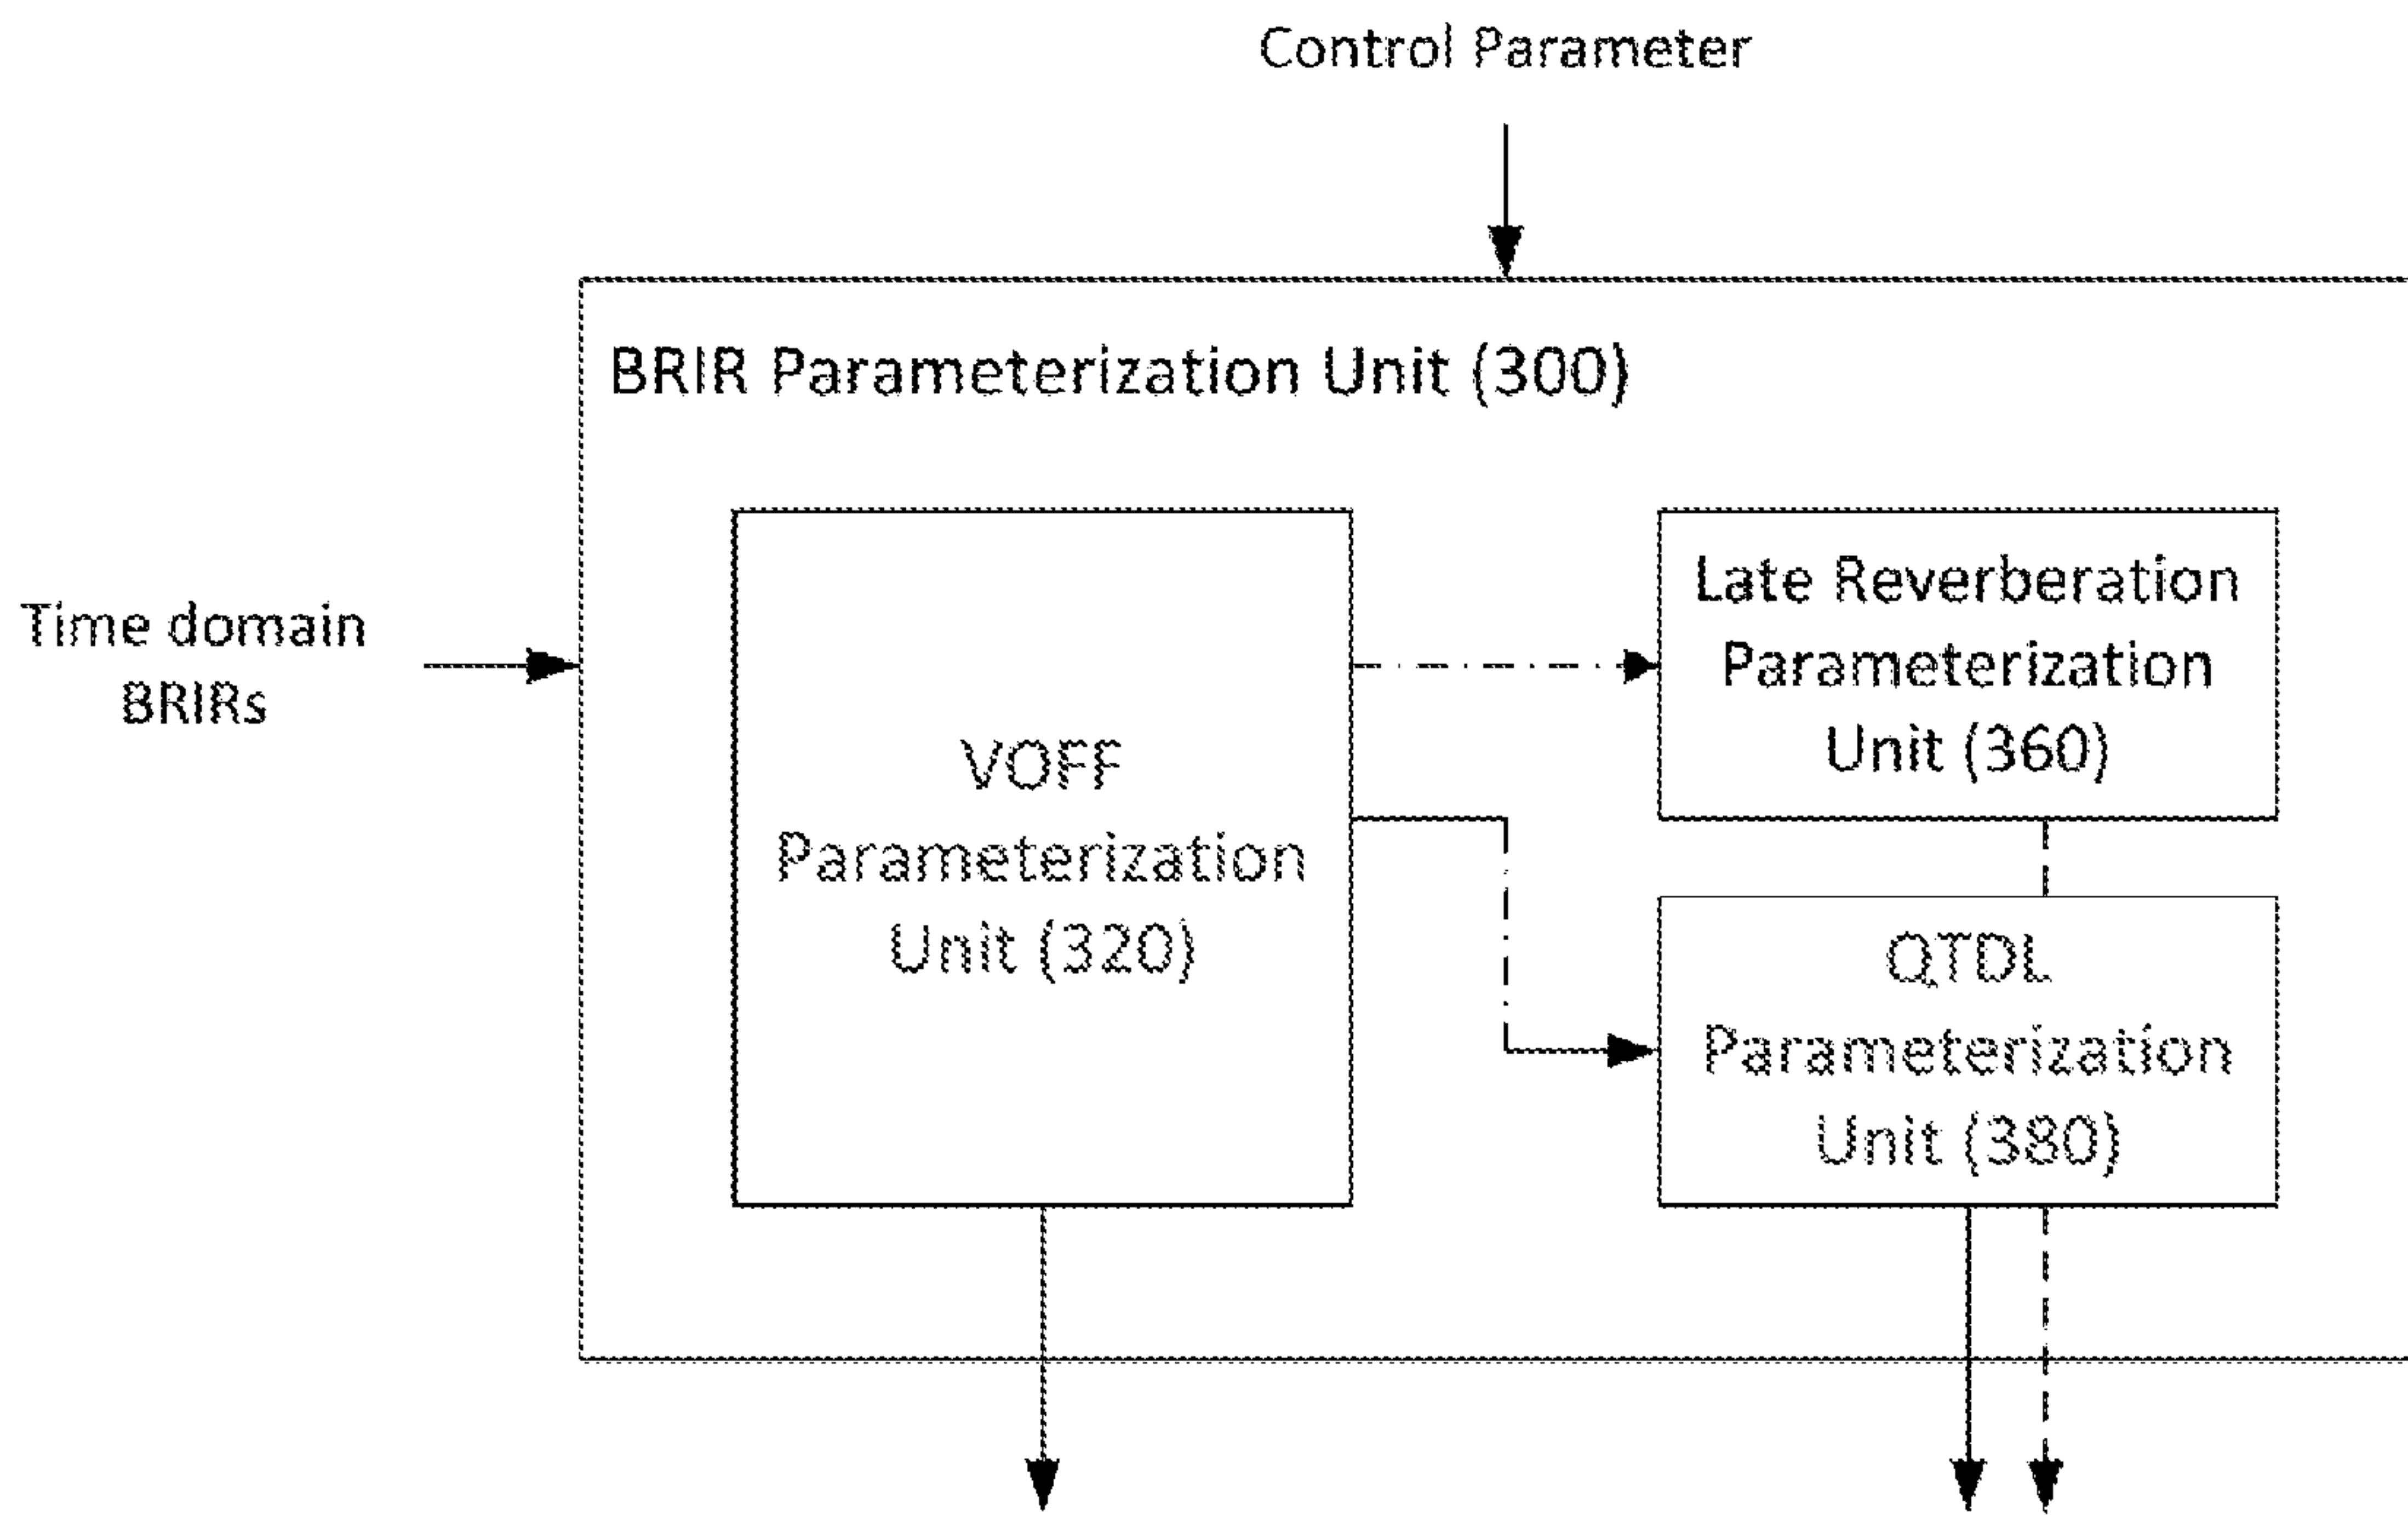 Control Parameter
BRIR Parameterization Unit (300)
Time domain
BRIRs
VOFF
Parameterization
Unit (320)
Late Reverberation
Parameterization
Unit (360)
QTDL
Parameterization
Unit (380)